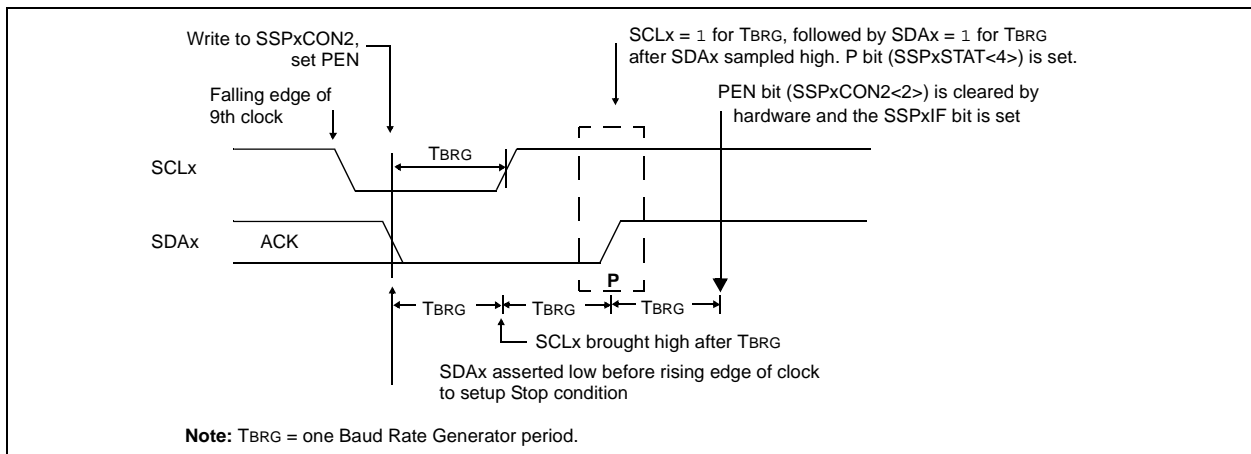 Write to SSPxCON2,
set PEN
SCLx = 1 for TBRG, followed by SDAx = 1 for TBRG
after SDAx sampled high. P bit (SSPxSTAT<4>) is set.
Falling edge of
9th clock
PEN bit (SSPxCON2<2>) is cleared by
hardware and the SSPxIF bit is set
TBRG
SCLx
SDAx
ACK
P
TBRG
TBRG
TBRG
SCLx brought high after TBRG
SDAx asserted low before rising edge of clock
to setup Stop condition
Note: TBRG = one Baud Rate Generator period.